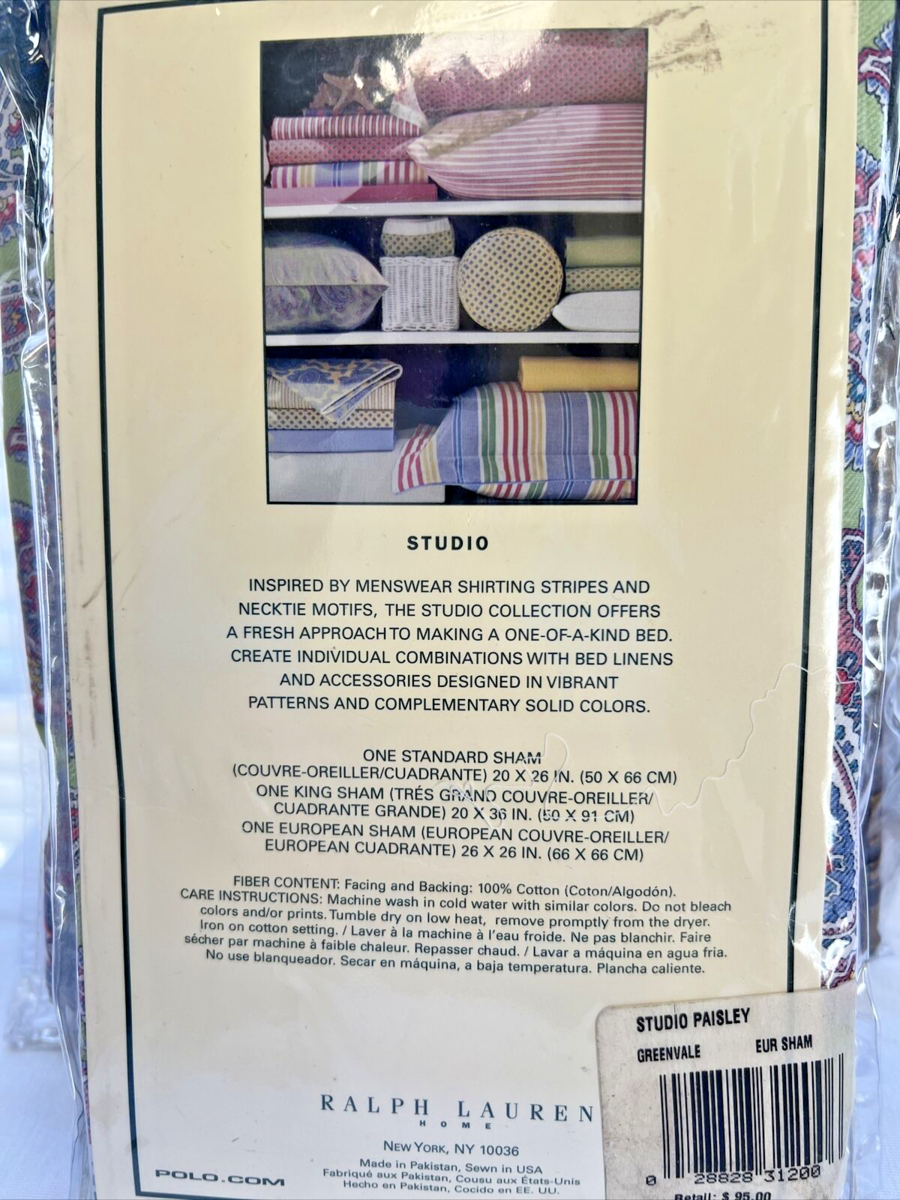 STUDIO
INSPIRED BY MENSWEAR SHIRTING STRIPES AND
NECKTIE MOTIFS, THE STUDIO COLLECTION OFFERS
A FRESH APPROACH TO MAKING A ONE-OF-A-KIND BED.
CREATE INDIVIDUAL COMBINATIONS WITH BED LINENS
AND ACCESSORIES DESIGNED IN VIBRANT
PATTERNS AND COMPLEMENTARY SOLID COLORS.
ONE STANDARD SHAM
(COUVRE-OREILLER/CUADRANTE) 20 X 26 IN. (50 X 66 CM)
ONE KING SHAM (TRÉS GRAND COUVRE-OREILLER/
CUADRANTE GRANDE) 20 X 36 IN. (50 X 91 CM)
ONE EUROPEAN SHAM (EUROPEAN COUVRE-OREILLER/
EUROPEAN CUADRANTE) 26 X 26 IN. (66 X 66 CM)
FIBER CONTENT: Facing and Backing: 100% Cotton (Coton/Algodón).
CARE INSTRUCTIONS: Machine wash in cold water with similar colors. Do not bleach
colors and/or prints. Tumble dry on low heat, remove promptly from the dryer.
Iron on cotton setting. / Laver à la machine à l'eau froide. Ne pas blanchir. Faire
sécher par machine à faible chaleur. Repasser chaud. / Lavar a máquina en agua fria.
No use blanqueador. Secar en máquina, a baja temperatura. Plancha caliente.
STUDIO PAISLEY
GREENVALE EUR SHAM
RALPH LAUREN
HOME
NEW YORK, NY 10036
Made in Pakistan, Sewn in USA
Fabriqué aux Pakistan, Cousu aux États-Unis
Hecho en Pakistan, Cocido en EE. UU.
POLO.COM
0 28828 31200
Retail: $ 95.00